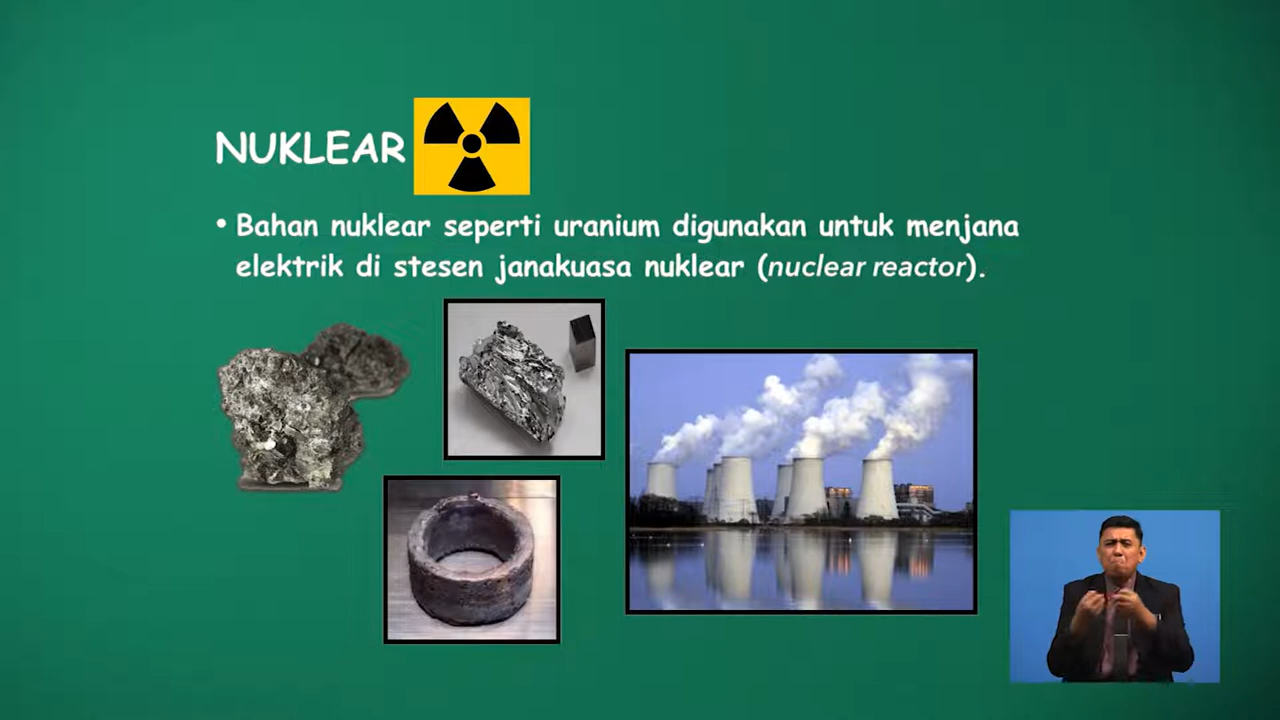 NUKLEAR
• Bahan nuklear seperti uranium digunakan untuk menjana
elektrik di stesen janakuasa nuklear (nuclear reactor).